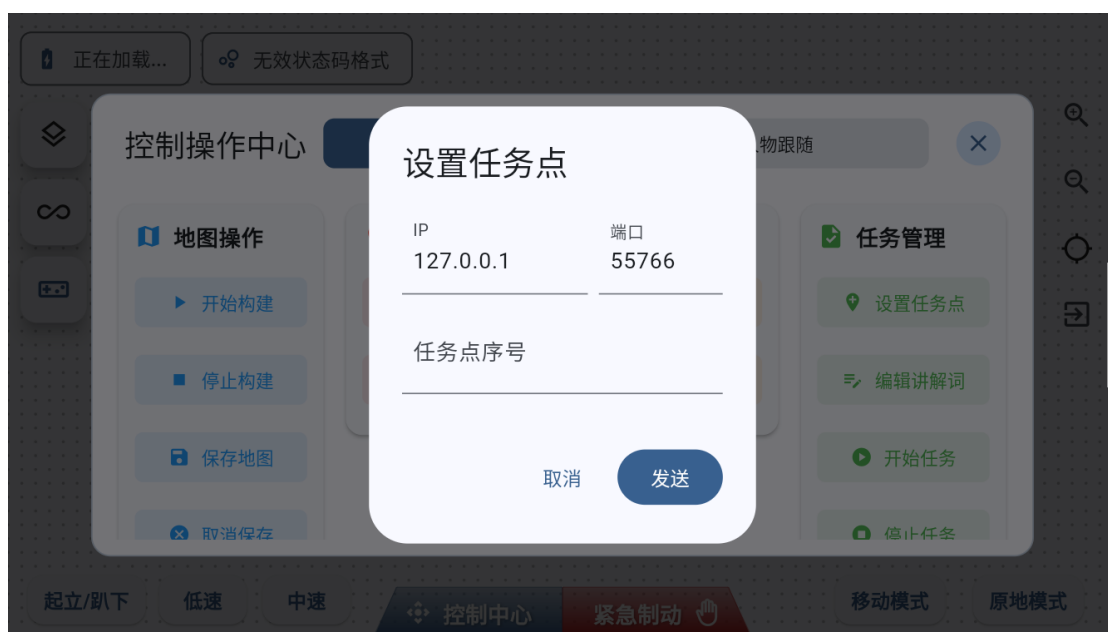 正在加载...
无效状态码格式
控制操作中心
物跟随
设置任务点
IP
127.0.0.1
端口
55766
任务点序号
取消
发送
地图操作
开始构建
停止构建
保存地图
取消保存
任务管理
设置任务点
编辑讲解词
开始任务
停止任务
起立/趴下
低速
中速
控制中心
紧急制动
移动模式
原地模式